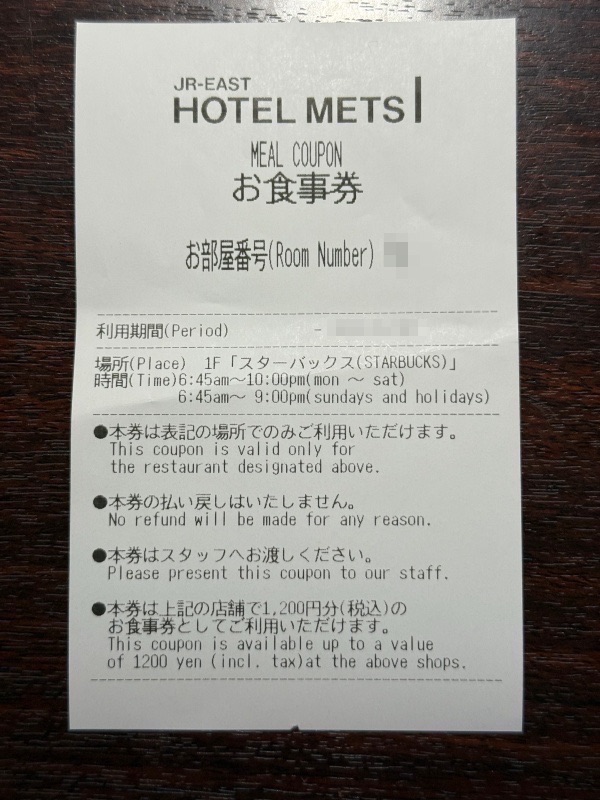 JR-EAST
HOTEL METS
MEAL COUPON
お食事券
お部屋番号(Room Number)
利用期間(Period) -
場所(Place) 1F「スターバックス(STARBUCKS)」
時間(Time)6:45am～10:00pm(mon ～ sat)
6:45am～ 9:00pm(sundays and holidays)
●本券は表記の場所でのみご利用いただけます。
This coupon is valid only for
the restaurant designated above.
●本券の払い戻しはいたしません。
No refund will be made for any reason.
●本券はスタッフへお渡しください。
Please present this coupon to our staff.
●本券は上記の店舗で1,200円分(税込)の
お食事券としてご利用いただけます。
This coupon is available up to a value
of 1200 yen (incl. tax)at the above shops.